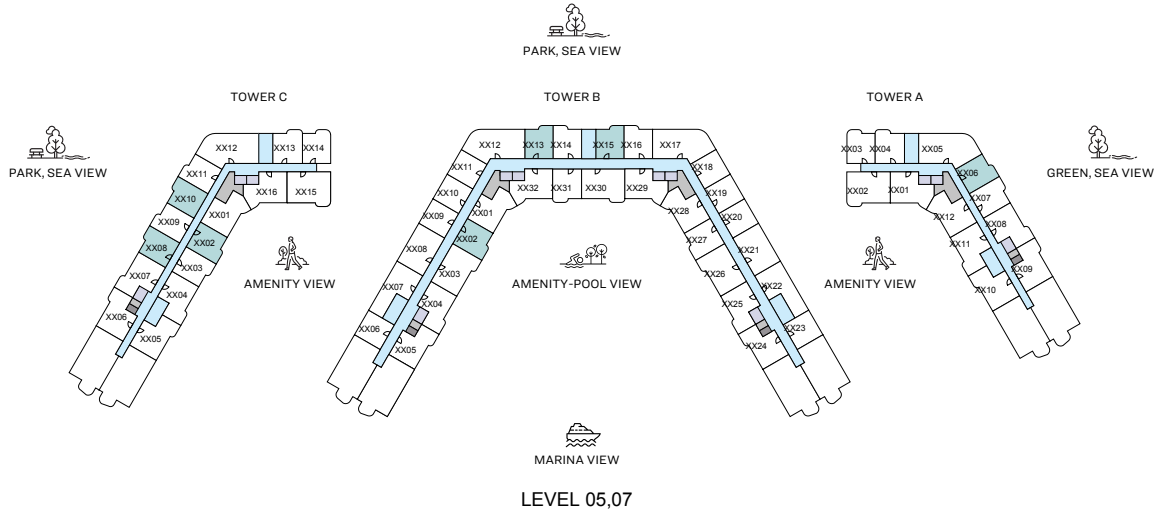 PARK, SEA VIEW
TOWER C
TOWER B
TOWER A
PARK, SEA VIEW
GREEN, SEA VIEW
XX12
XX13
XX14
XX11
XX16
XX15
XX10
XX01
XX09
XX02
XX08
XX03
XX07
XX04
XX06
XX05
XX12
XX13
XX14
XX15
XX16
XX17
XX11
XX32
XX31
XX30
XX29
XX18
XX10
XX01
XX28
XX19
XX09
XX02
XX27
XX20
XX08
XX03
XX26
XX21
XX07
XX04
XX25
XX22
XX06
XX05
XX24
XX23
XX03
XX04
XX05
XX02
XX01
XX06
XX12
XX07
XX11
XX08
XX10
XX09
AMENITY VIEW
AMENITY-POOL VIEW
AMENITY VIEW
MARINA VIEW
LEVEL 05,07